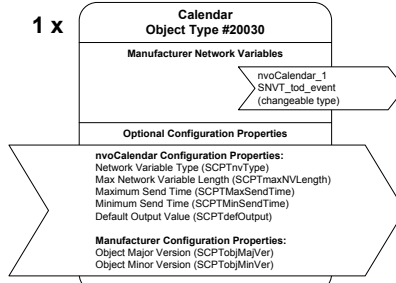 1 x
Calendar
Object Type #20030
Manufacturer Network Variables
nvoCalendar_1
SNVT_tod_event
(changeable type)
Optional Configuration Properties
nvoCalendar Configuration Properties:
Network Variable Type (SCPTnvType)
Max Network Variable Length (SCPTmaxNVLength)
Maximum Send Time (SCPTMaxSendTime)
Minimum Send Time (SCPTMinSendTime)
Default Output Value (SCPTdefOutput)
Manufacturer Configuration Properties:
Object Major Version (SCPTobjMajVer)
Object Minor Version (SCPTobjMinVer)